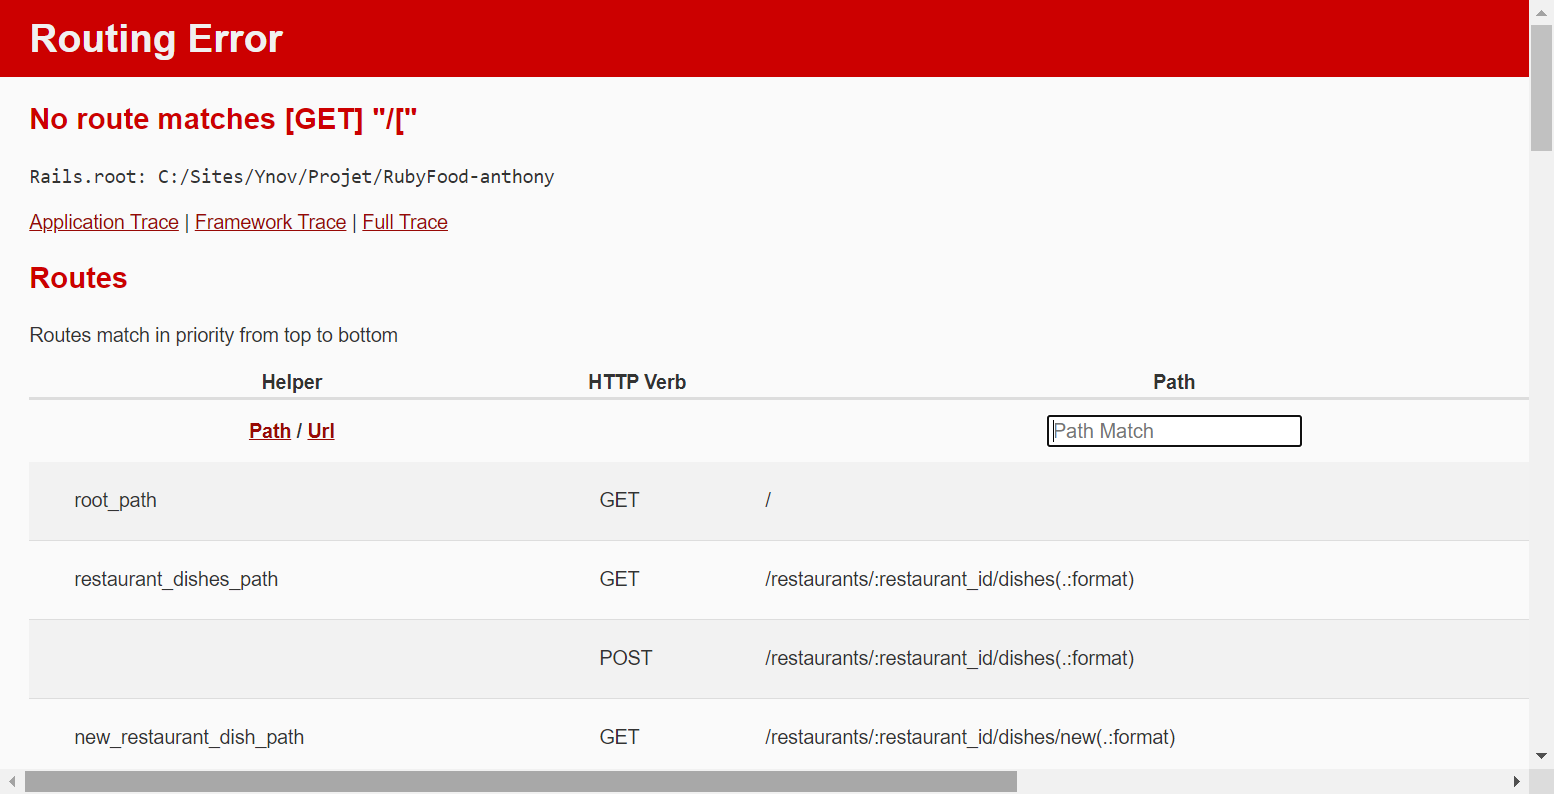 Routing Error
No route matches [GET] "/["
Rails.root: C:/Sites/Ynov/Projet/RubyFood-anthony
Application Trace | Framework Trace | Full Trace
Routes
Routes match in priority from top to bottom
Helper HTTP Verb Path
Path / Url Path Match
root_path GET /
restaurant_dishes_path GET /restaurants/:restaurant_id/dishes(.:format)
POST /restaurants/:restaurant_id/dishes(.:format)
new_restaurant_dish_path GET /restaurants/:restaurant_id/dishes/new(.:format)